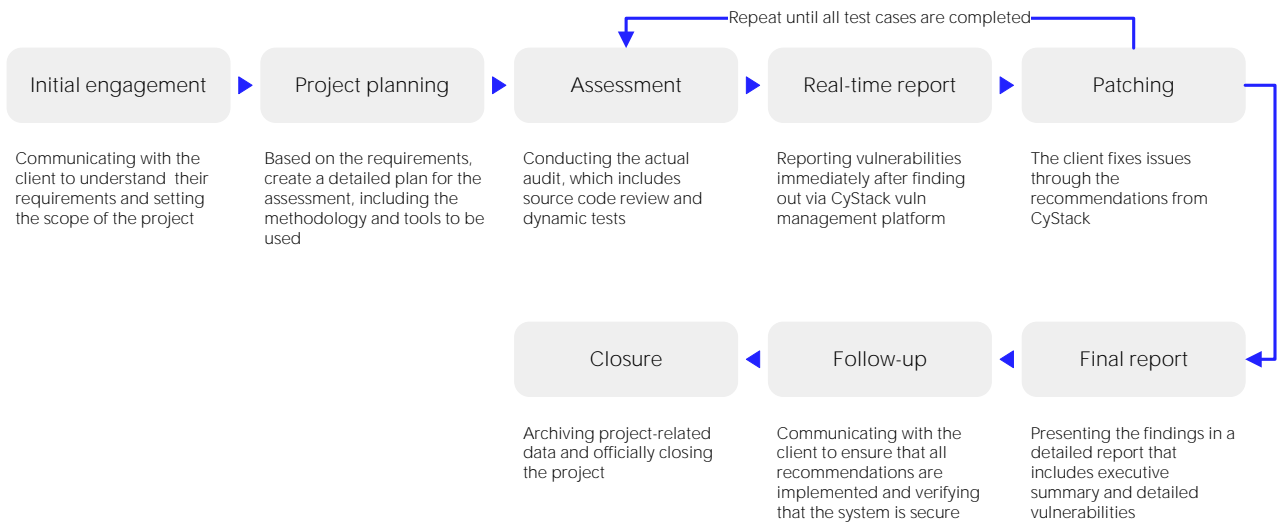 Repeat until all test cases are completed
Initial engagement
Project planning
Assessment
Real-time report
Patching
Communicating with the
client to understand their
requirements and setting
the scope of the project
Based on the requirements,
create a detailed plan for the
assessment, including the
methodology and tools to be
used
Conducting the actual
audit, which includes
source code review and
dynamic tests
Reporting vulnerabilities
immediately after finding
out via CyStack vuln
management platform
The client fixes issues
through the
recommendations from
CyStack
Closure
Follow-up
Final report
Archiving project-related
data and officially closing
the project
Communicating with the
client to ensure that all
recommendations are
implemented and verifying
that the system is secure
Presenting the findings in a
detailed report that
includes executive
summary and detailed
vulnerabilities